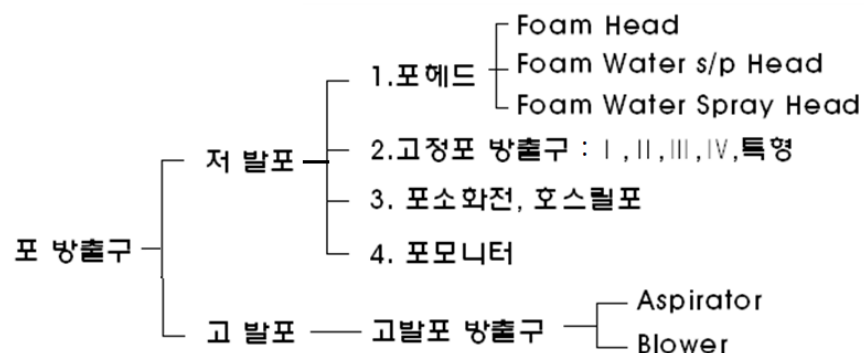 Foam Head
1.포헤드
Foam Water s/p Head
Foam Water Spray Head
저 발포
2.고정포 방출구 : Ⅰ,Ⅱ,Ⅲ,Ⅳ,특형
3. 포소화전, 호스릴포
포 방출구
4. 포모니터
고 발포
고발포 방출구
Aspirator
Blower